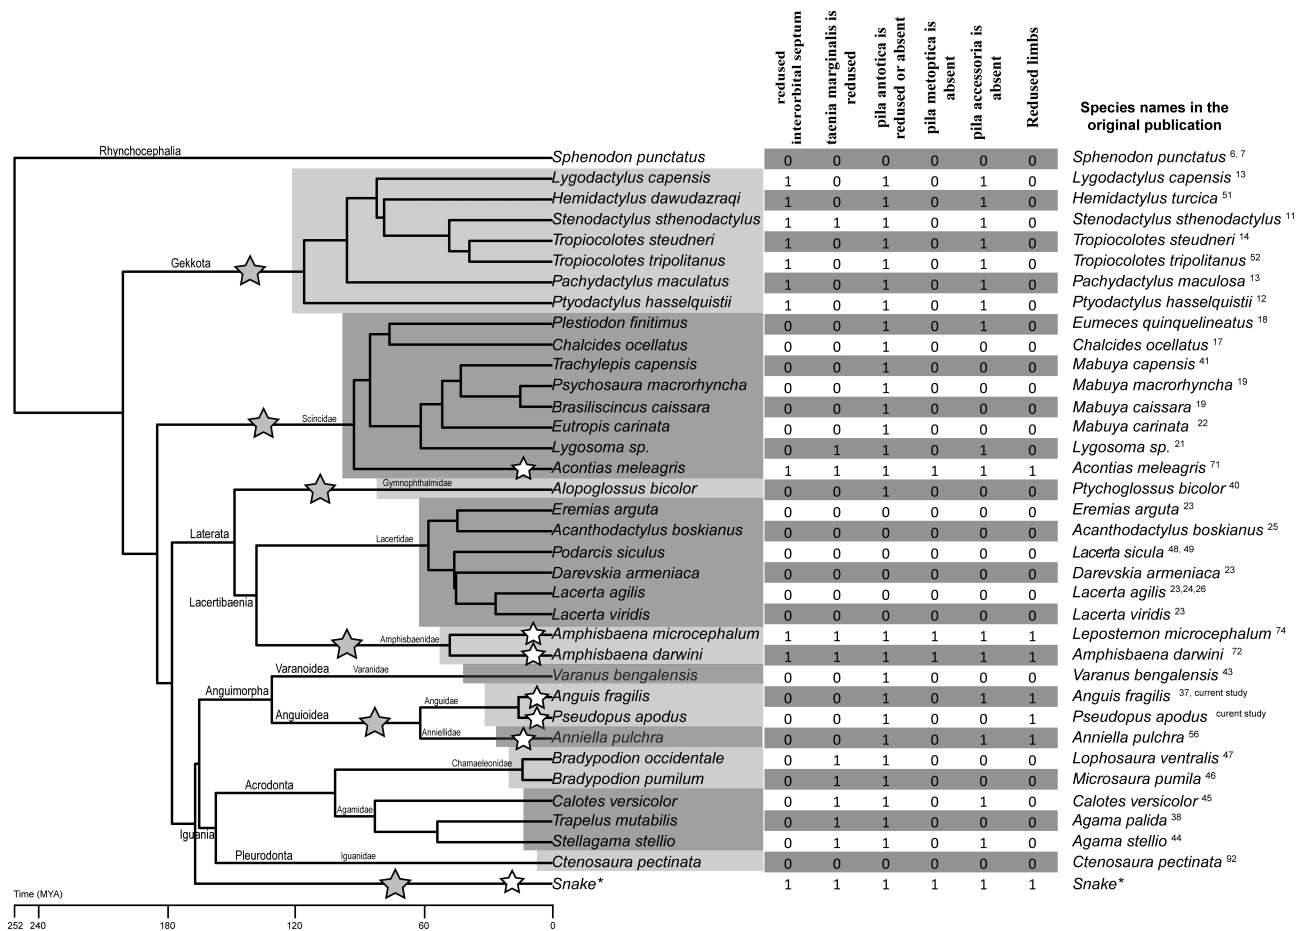 redused interorbital septum
taenia marginalis is redused
pila antotica is redused or absent
pila metoptica is absent
pila accessoria is absent
Redused limbs
Species names in the original publication
Rhynchocephalia
Sphenodon punctatus 0 0 0 0 0 0 Sphenodon punctatus 6, 7
Lygodactylus capensis 1 0 1 0 1 0 Lygodactylus capensis 13
Hemidactylus dawudazraqi 1 0 1 0 1 0 Hemidactylus turcica 51
Stenodactylus sthenodactylus 1 1 1 0 1 0 Stenodactylus sthenodactylus 11
Tropiocolotes steudneri 1 0 1 0 1 0 Tropiocolotes steudneri 14
Gekkota
Tropiocolotes tripolitanus 1 0 1 0 1 0 Tropiocolotes tripolitanus 52
Pachydactylus maculatus 1 0 1 0 1 0 Pachydactylus maculosa 13
Ptyodactylus hasselquistii 1 0 1 0 1 0 Ptyodactylus hasselquistii 12
Plestiodon finitimus 0 0 1 0 1 0 Eumeces quinquelineatus 18
Chalcides ocellatus 0 0 1 0 0 0 Chalcides ocellatus 17
Trachylepis capensis 0 0 1 0 0 0 Mabuya capensis 41
Psychosaura macrorhyncha 0 0 1 0 0 0 Mabuya macrorhyncha 19
Brasiliscincus caissara 0 0 1 0 0 0 Mabuya caissara 19
Scincidae
Eutropis carinata 0 0 1 0 0 0 Mabuya carinata 22
Lygosoma sp. 0 1 1 0 1 0 Lygosoma sp. 21
Acontias meleagris 1 1 1 1 1 1 Acontias meleagris 71
Gymnophthalmidae
Alopoglossus bicolor 0 0 1 0 0 0 Ptychoglossus bicolor 40
Eremias arguta 0 0 0 0 0 0 Eremias arguta 23
Laterata
Acanthodactylus boskianus 0 0 0 0 0 0 Acanthodactylus boskianus 25
Lacertidae
Podarcis siculus 0 0 0 0 0 0 Lacerta sicula 48, 49
Darevskia armeniaca 0 0 0 0 0 0 Darevskia armeniaca 23
Lacerta agilis 0 0 0 0 0 0 Lacerta agilis 23,24,26
Lacertibaenia
Lacerta viridis 0 0 0 0 0 0 Lacerta viridis 23
Amphisbaenidae
Amphisbaena microcephalum 1 1 1 1 1 1 Leposternon microcephalum 74
Amphisbaena darwini 1 1 1 1 1 1 Amphisbaena darwini 72
Varanoidea Varanidae
Varanus bengalensis 0 0 1 0 0 0 Varanus bengalensis 43
Anguimorpha
Anguidae
Anguis fragilis 0 0 1 0 1 1 Anguis fragilis 37, current study
Anguioidea
Pseudopus apodus 0 0 1 0 0 1 Pseudopus apodus curent study
Anniellidae
Anniella pulchra 0 0 1 0 1 1 Anniella pulchra 56
Chamaeleonidae
Bradypodion occidentale 0 1 1 0 0 0 Lophosaura ventralis 47
Bradypodion pumilum 0 1 1 0 0 0 Microsaura pumila 46
Acrodonta
Agamidae
Calotes versicolor 0 1 1 0 1 0 Calotes versicolor 45
Trapelus mutabilis 0 1 1 0 0 0 Agama palida 38
Iguania
Stellagama stellio 0 1 1 0 1 0 Agama stellio 44
Pleurodonta Iguanidae
Ctenosaura pectinata 0 0 0 0 0 0 Ctenosaura pectinata 92
Snake* 1 1 1 1 1 1 Snake*
Time (MYA)
252 240 180 120 60 0